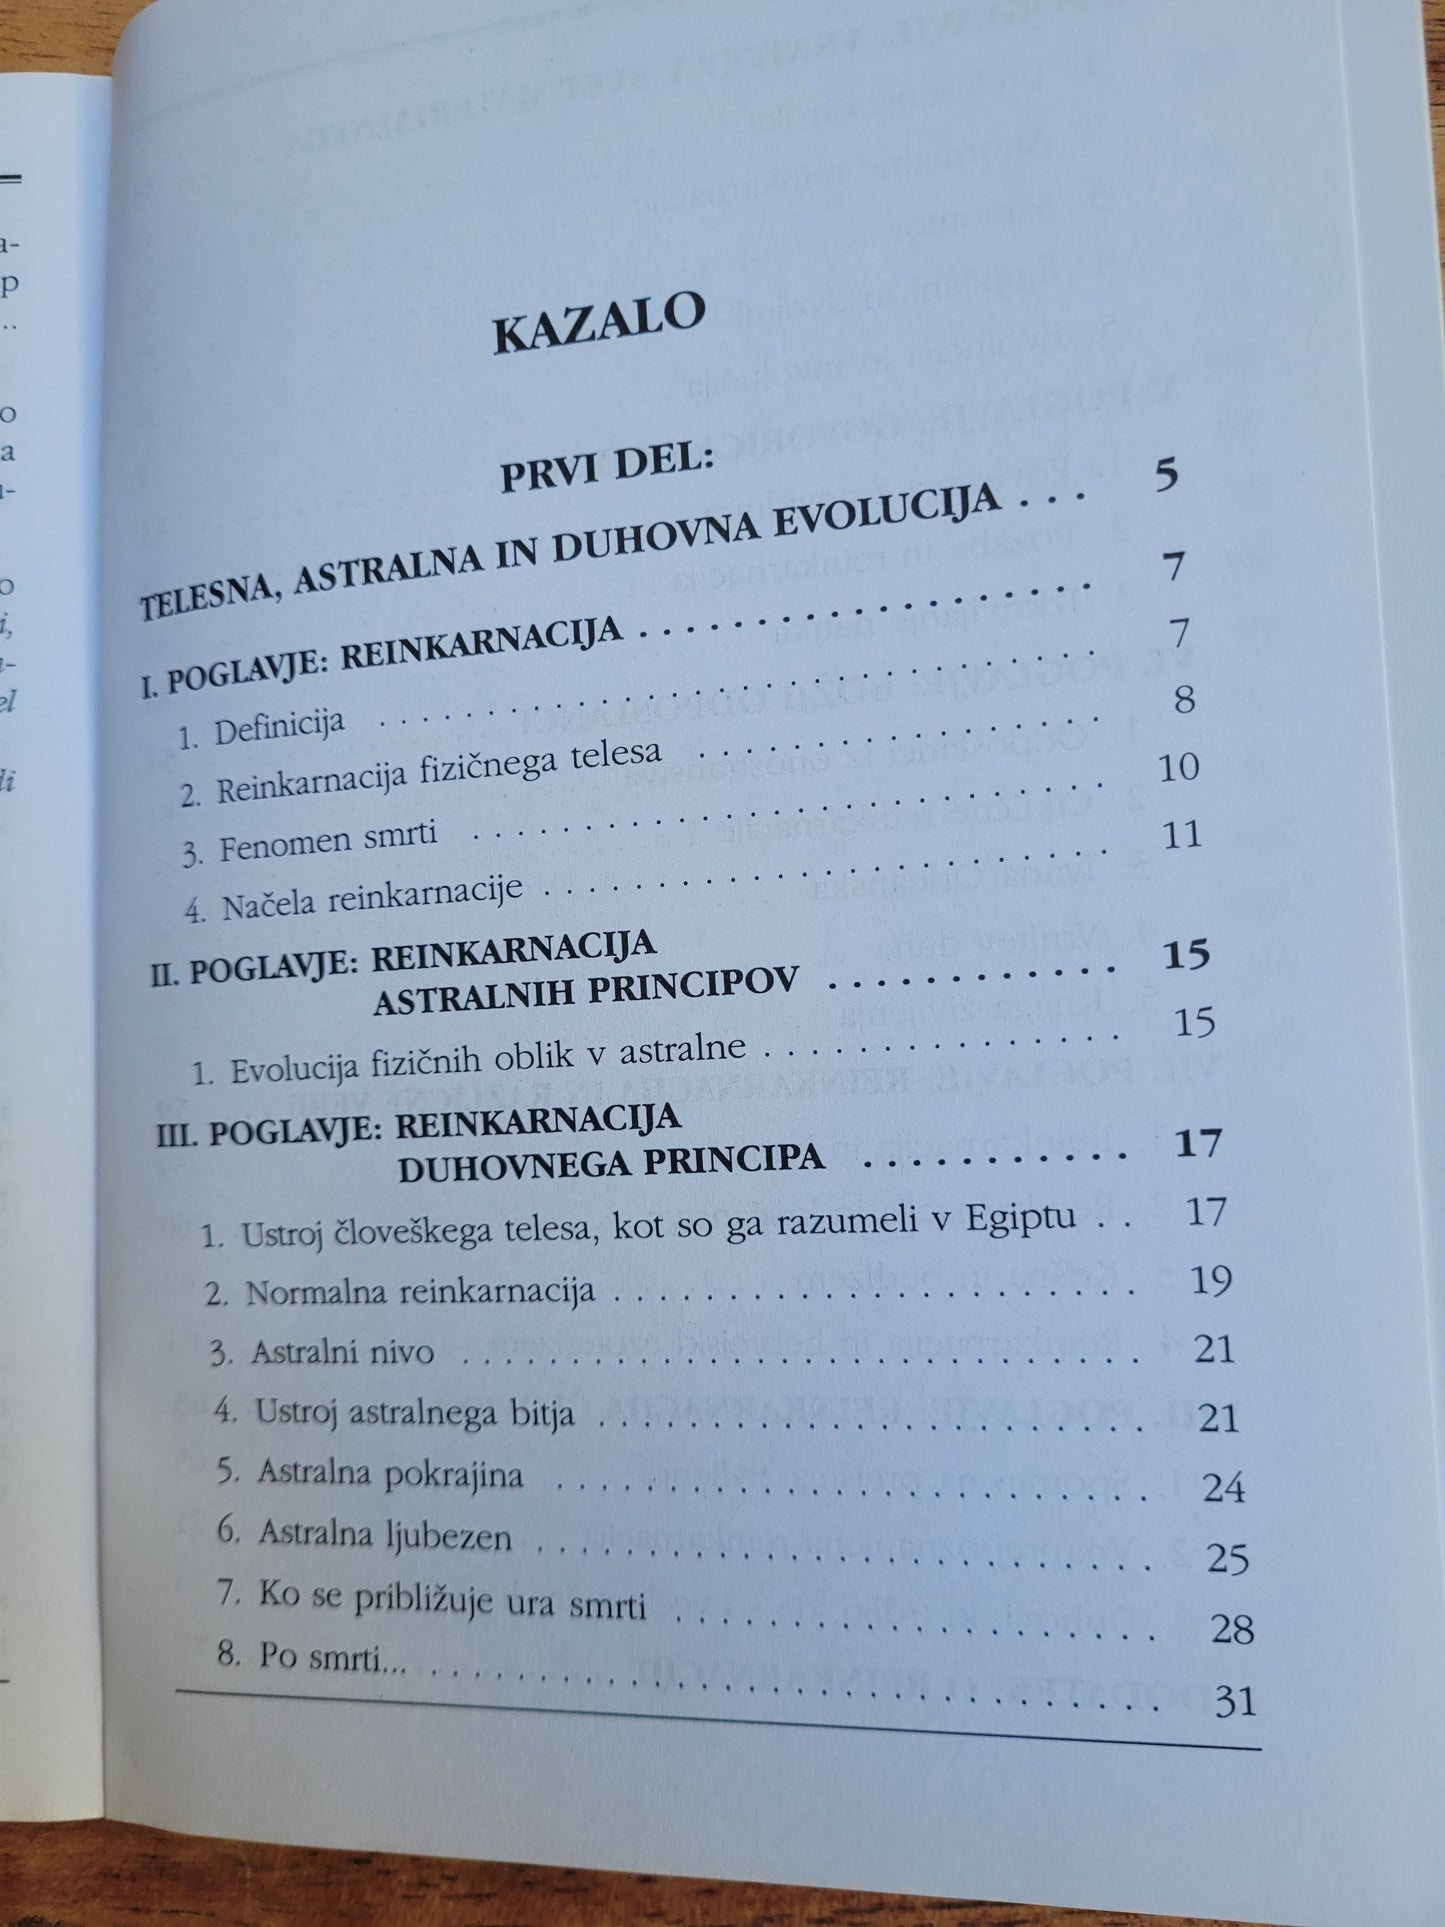 KAZALO
PRVI DEL:
TELESNA, ASTRALNA IN DUHOVNA EVOLUCIJA . . . 5
I. POGLAVJE: REINKARNACIJA . . . . . . . . . . . . . . . . . . . 7
1. Definicija . . . . . . . . . . . . . . . . . . . . . . . . . 7
2. Reinkarnacija fizičnega telesa . . . . . . . . . . . . . . . 8
3. Fenomen smrti . . . . . . . . . . . . . . . . . . . . . . 10
4. Načela reinkarnacije . . . . . . . . . . . . . . . . . . . . 11
II. POGLAVJE: REINKARNACIJA
ASTRALNIH PRINCIPOV . . . . . . . . . . . 15
1. Evolucija fizičnih oblik v astralne . . . . . . . . . . . . . 15
III. POGLAVJE: REINKARNACIJA
DUHOVNEGA PRINCIPA . . . . . . . . . . . 17
1. Ustroj človeškega telesa, kot so ga razumeli v Egiptu . . 17
2. Normalna reinkarnacija . . . . . . . . . . . . . . . . . . . . 19
3. Astralni nivo . . . . . . . . . . . . . . . . . . . . . . . . . 21
4. Ustroj astralnega bitja . . . . . . . . . . . . . . . . . . . . 21
5. Astralna pokrajina . . . . . . . . . . . . . . . . . . . . . . 24
6. Astralna ljubezen . . . . . . . . . . . . . . . . . . . . . . 25
7. Ko se približuje ura smrti . . . . . . . . . . . . . . . . . 28
8. Po smrti... . . . . . . . . . . . . . . . . . . . . . . . . . . 31